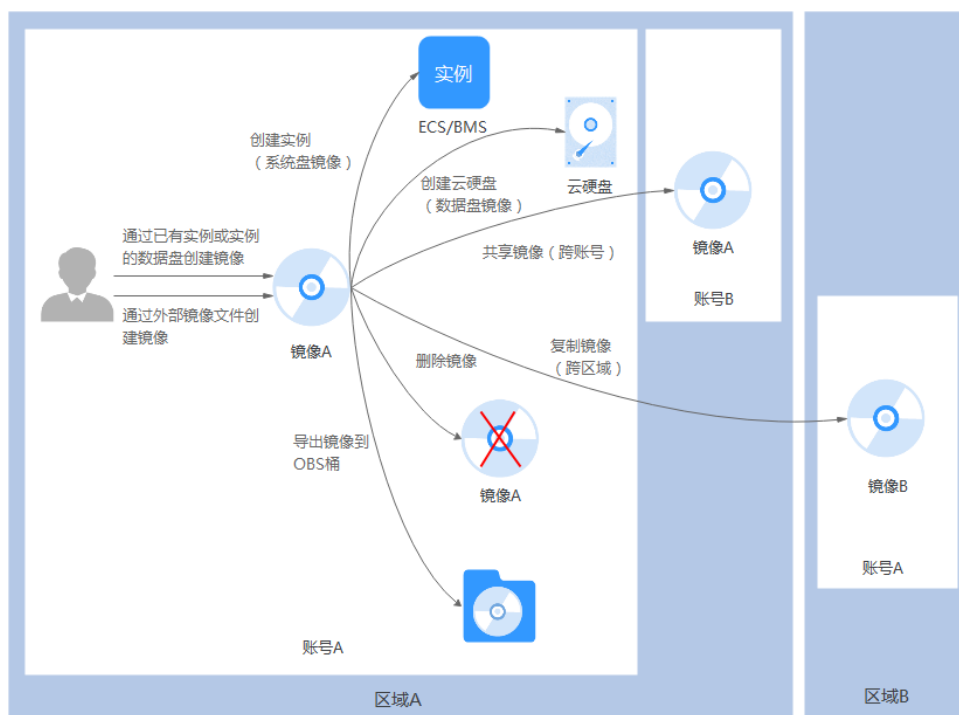 实例
ECS/BMS
创建实例
（系统盘镜像）
云硬盘
创建云硬盘
（数据盘镜像）
通过已有实例或实例
的数据盘创建镜像
共享镜像（跨账号）
镜像A
账号B
通过外部镜像文件创
建镜像
镜像A
删除镜像
复制镜像
（跨区域）
导出镜像到
OBS桶
镜像A
镜像B
账号A
账号A
区域A
区域B